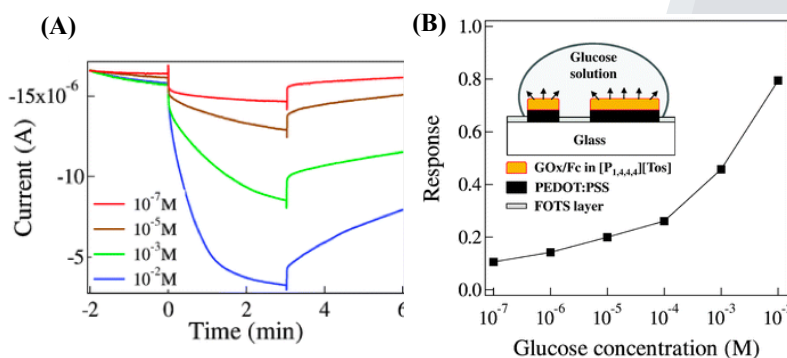 (A)
Current (A)
-15x10⁻⁶
-10
-5
10⁻⁷M
10⁻⁵M
10⁻³M
10⁻²M
-2 0 2 4 6
Time (min)
(B)
Response
1.0
0.8
0.6
0.4
0.2
0.0
Glucose
solution
Glass
GOx/Fc in [P₁,₄,₄,₄][Tos]
PEDOT:PSS
FOTS layer
10⁻⁷ 10⁻⁶ 10⁻⁵ 10⁻⁴ 10⁻³
Glucose concentration (M)